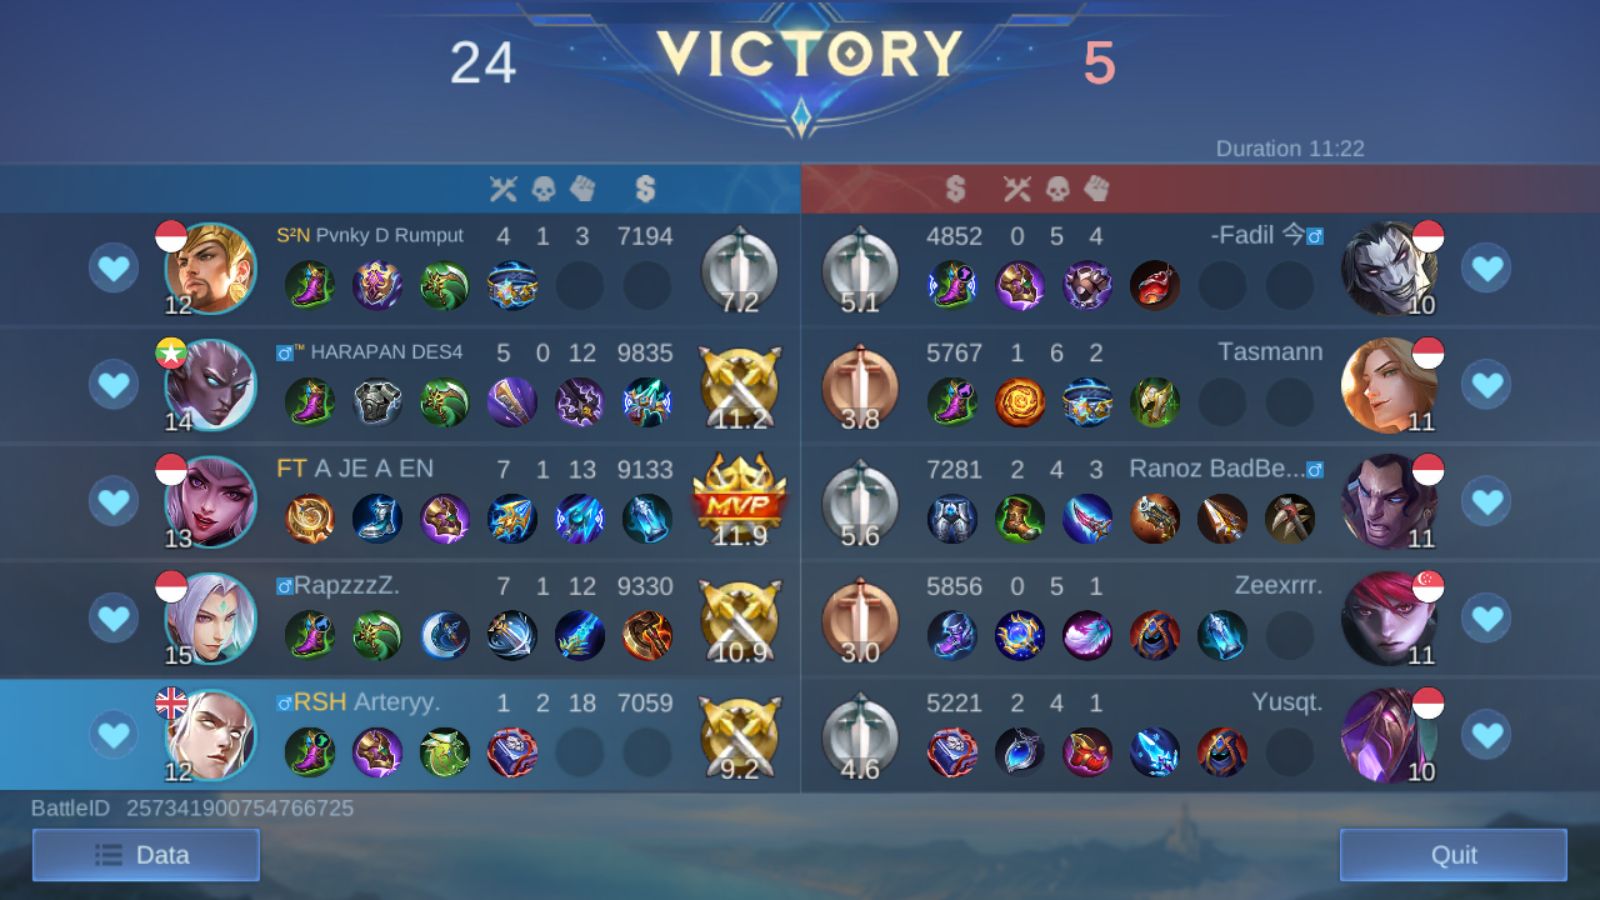 24 VICTORY 5
Duration 11:22
S²N Pvnky D Rumput 4 1 3 7194
12 7.2
4852 0 5 4 -Fadil 今♂
5.1 10
♂™ HARAPAN DES4 5 0 12 9835
14 11.2
5767 1 6 2 Tasmann
3.8 11
FT A JE A EN 7 1 13 9133
MVP
13 11.9
7281 2 4 3 Ranoz BadBe...♂
5.6 11
♂RapzzzZ. 7 1 12 9330
15 10.9
5856 0 5 1 Zeexrrr.
3.0 11
♂RSH Arteryy. 1 2 18 7059
12 9.2
5221 2 4 1 Yusqt.
4.6 10
BattleID 257341900754766725
Data
Quit